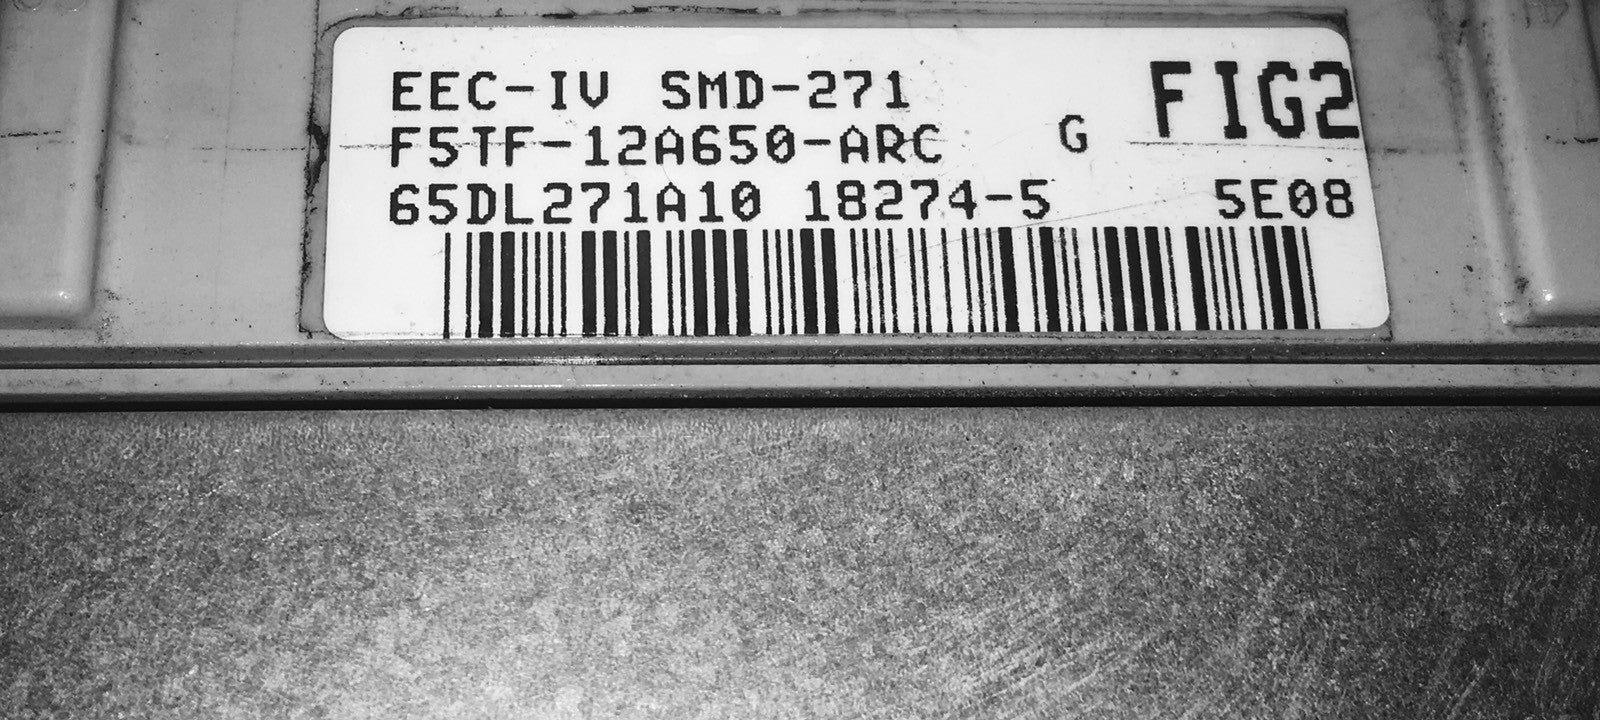 EEC-IV SMD-271 FIG2
F5TF-12A650-ARC G
65DL271A10 18274-5 5E08